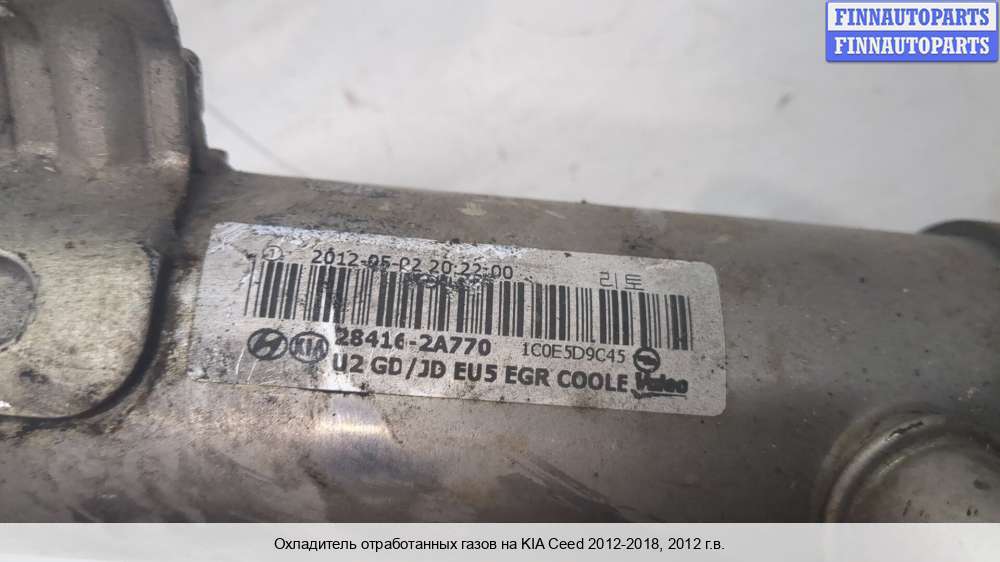 FINNAUTOPARTS
FINNAUTOPARTS
2012-05-02 20:22:00
리토
KIA 28416-2A770 1C0E5D9C45
U2 GD/JD EU5 EGR COOLE Valeo
Охладитель отработанных газов на KIA Ceed 2012-2018, 2012 г.в.